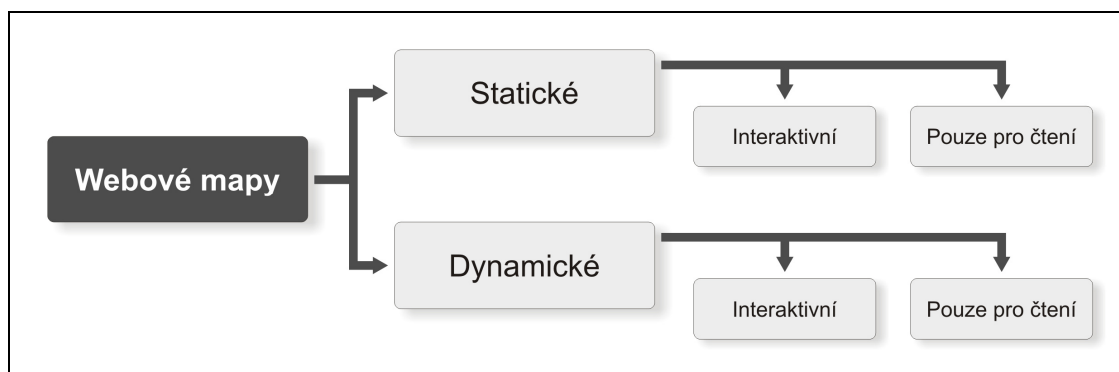 Webové mapy
Statické
Interaktivní
Pouze pro čtení
Dynamické
Interaktivní
Pouze pro čtení